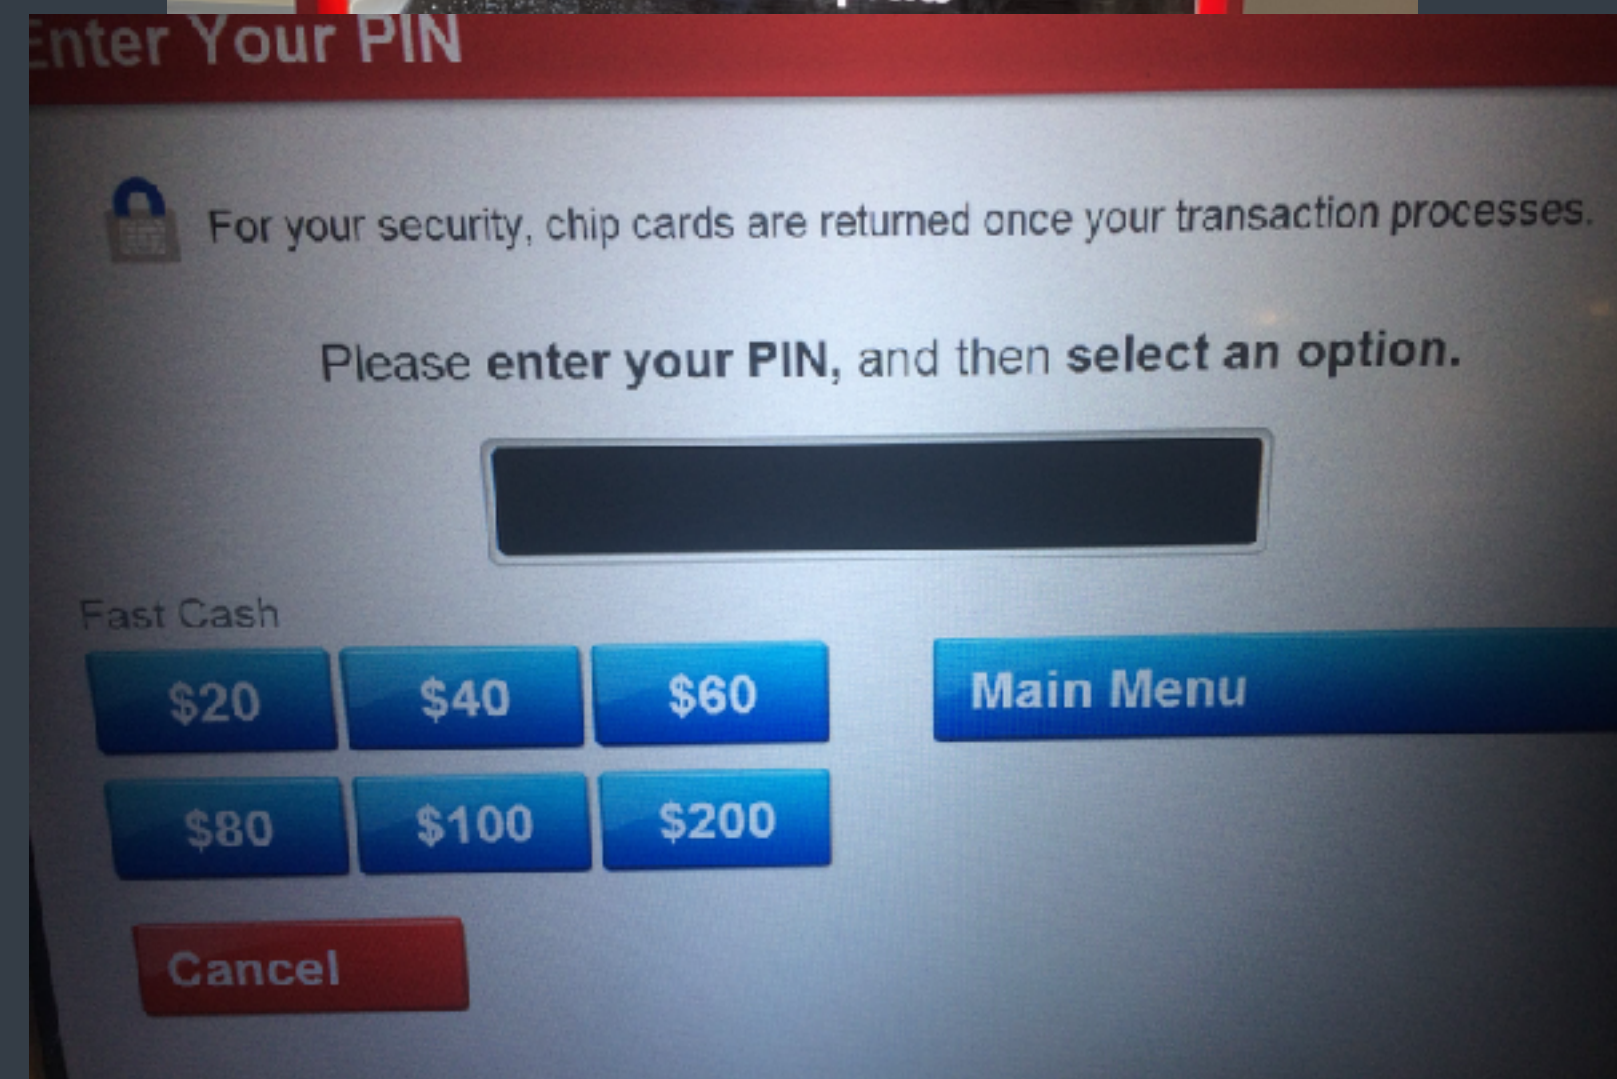 Enter Your PIN
For your security, chip cards are returned once your transaction processes.
Please enter your PIN, and then select an option.
Fast Cash
$20 $40 $60 Main Menu
$80 $100 $200
Cancel